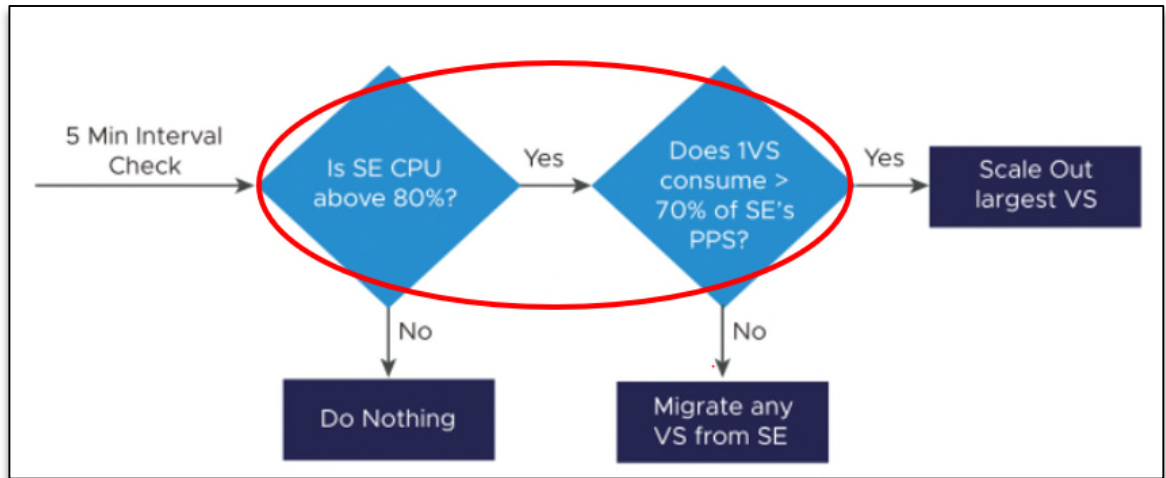 5 Min Interval
Check
Is SE CPU
above 80%?
Yes
Does 1VS
consume >
70% of SE's
PPS?
Yes
Scale Out
largest VS
No
No
Do Nothing
Migrate any
VS from SE